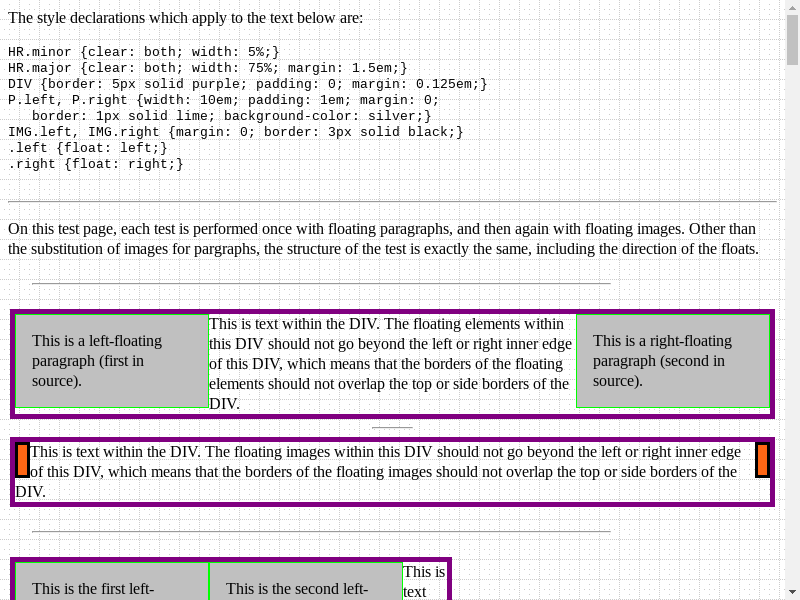 The style declarations which apply to the text below are:
HR.minor {clear: both; width: 5%;}
HR.major {clear: both; width: 75%; margin: 1.5em;}
DIV {border: 5px solid purple; padding: 0; margin: 0.125em;}
P.left, P.right {width: 10em; padding: 1em; margin: 0;
   border: 1px solid lime; background-color: silver;}
IMG.left, IMG.right {margin: 0; border: 3px solid black;}
.left {float: left;}
.right {float: right;}
On this test page, each test is performed once with floating paragraphs, and then again with floating images. Other than
the substitution of images for pargraphs, the structure of the test is exactly the same, including the direction of the floats.
This is a left-floating
paragraph (first in
source).
This is text within the DIV. The floating elements within
this DIV should not go beyond the left or right inner edge
of this DIV, which means that the borders of the floating
elements should not overlap the top or side borders of the
DIV.
This is a right-floating
paragraph (second in
source).
This is text within the DIV. The floating images within this DIV should not go beyond the left or right inner edge
of this DIV, which means that the borders of the floating images should not overlap the top or side borders of the
DIV.
This is the first left-
This is the second left-
This is
text